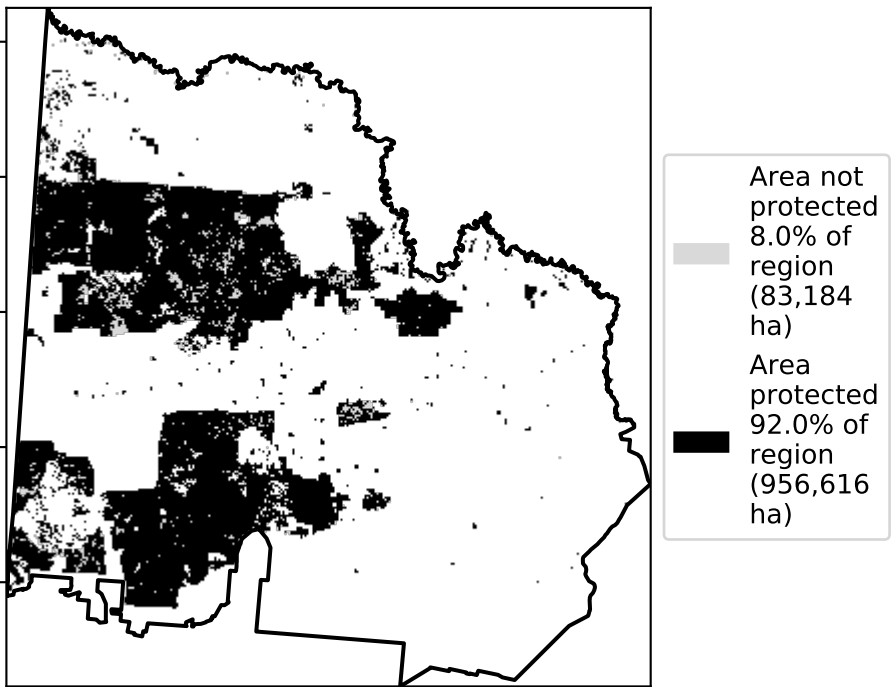 Area not
protected
8.0% of
region
(83,184
ha)
Area
protected
92.0% of
region
(956,616
ha)